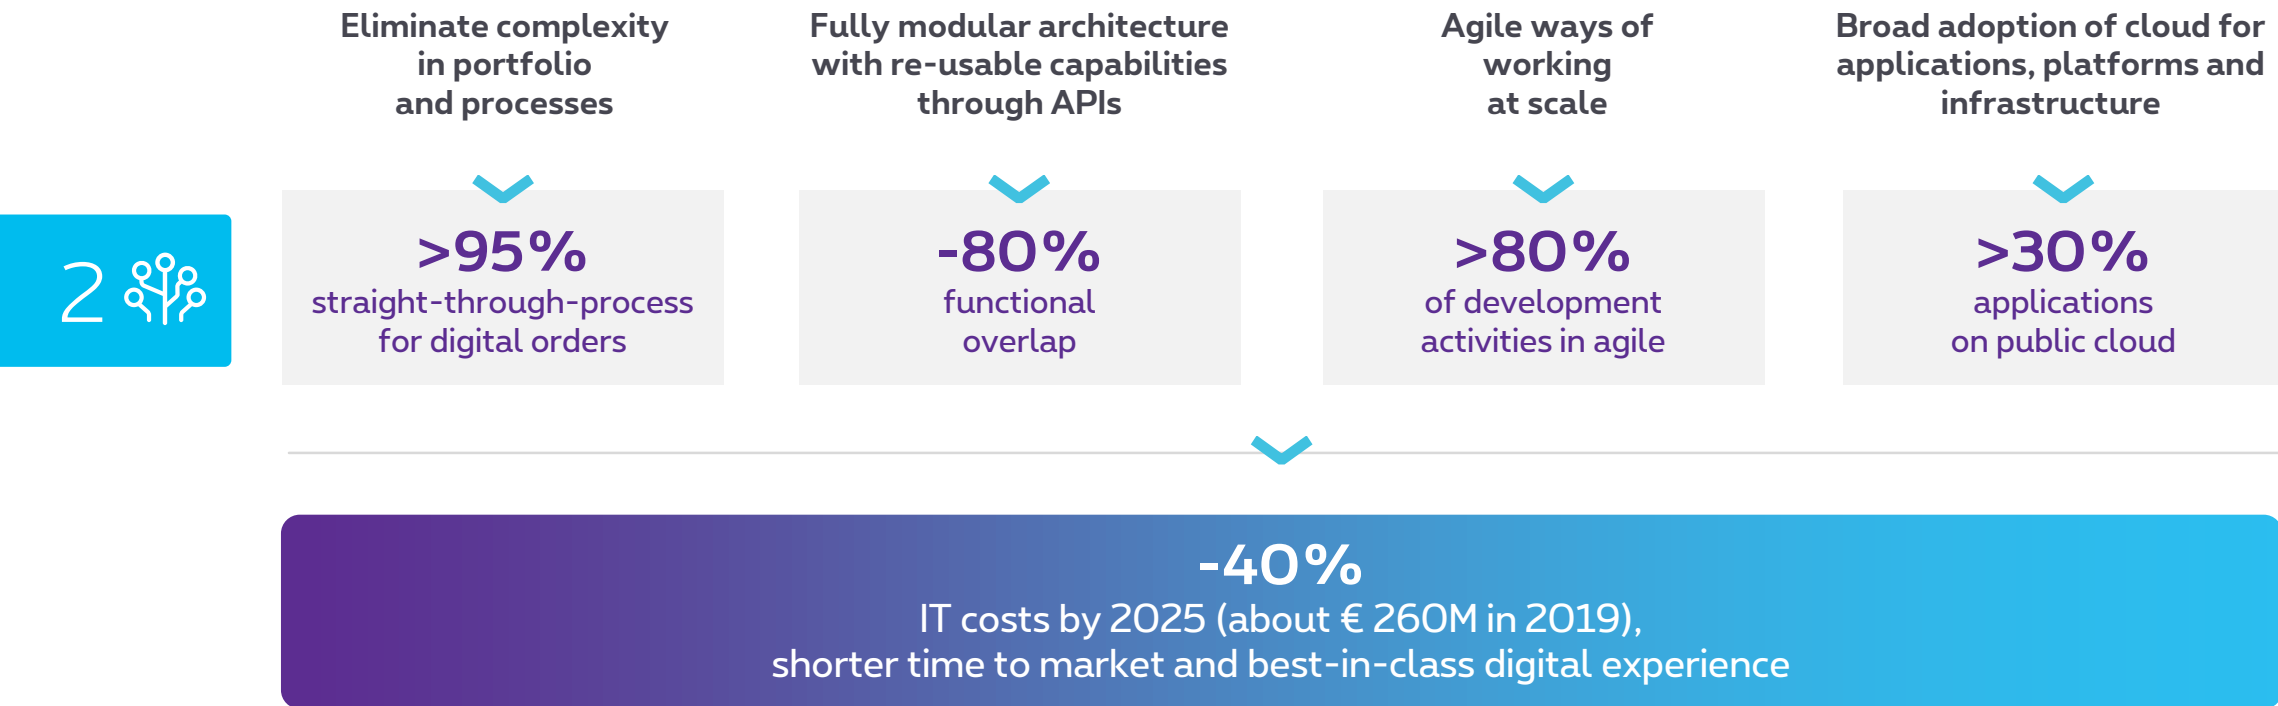 Eliminate complexity
in portfolio
and processes
Fully modular architecture
with re-usable capabilities
through APIs
Agile ways of
working
at scale
Broad adoption of cloud for
applications, platforms and
infrastructure
2
>95%
straight-through-process
for digital orders
-80%
functional
overlap
>80%
of development
activities in agile
>30%
applications
on public cloud
-40%
IT costs by 2025 (about € 260M in 2019),
shorter time to market and best-in-class digital experience